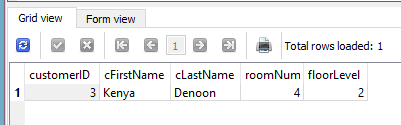 Grid view Form view
1 Total rows loaded: 1
customerID cFirstName cLastName roomNum floorLevel
1 3 Kenya Denoon 4 2